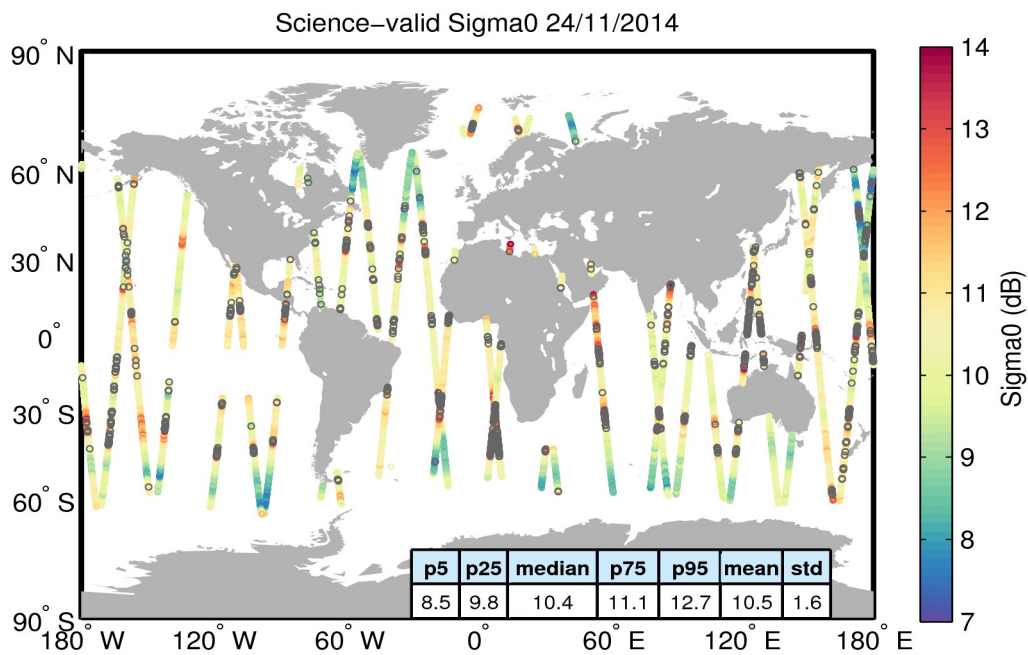 Science−valid Sigma0 24/11/2014
90° N
60° N
30° N
0°
30° S
60° S
90° S
180° W
120° W
60° W
0°
60° E
120° E
180° E
14
13
12
11
10
9
8
7
Sigma0 (dB)
p5 p25 median p75 p95 mean std
8.5 9.8 10.4 11.1 12.7 10.5 1.6